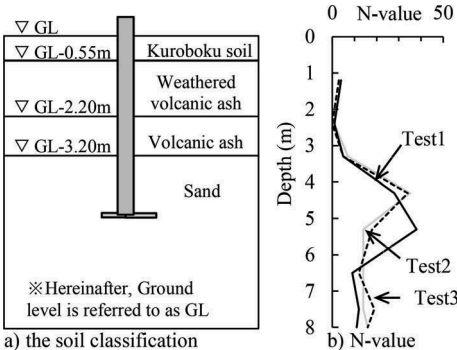 ▽ GL
▽ GL-0.55m
Kuroboku soil
Weathered
volcanic ash
▽ GL-2.20m
Volcanic ash
▽ GL-3.20m
Sand
※Hereinafter, Ground
level is referred to as GL
a) the soil classification
0 N-value 50
0
1
2
3
4
5
6
7
8
Depth (m)
Test1
Test2
Test3
b) N-value